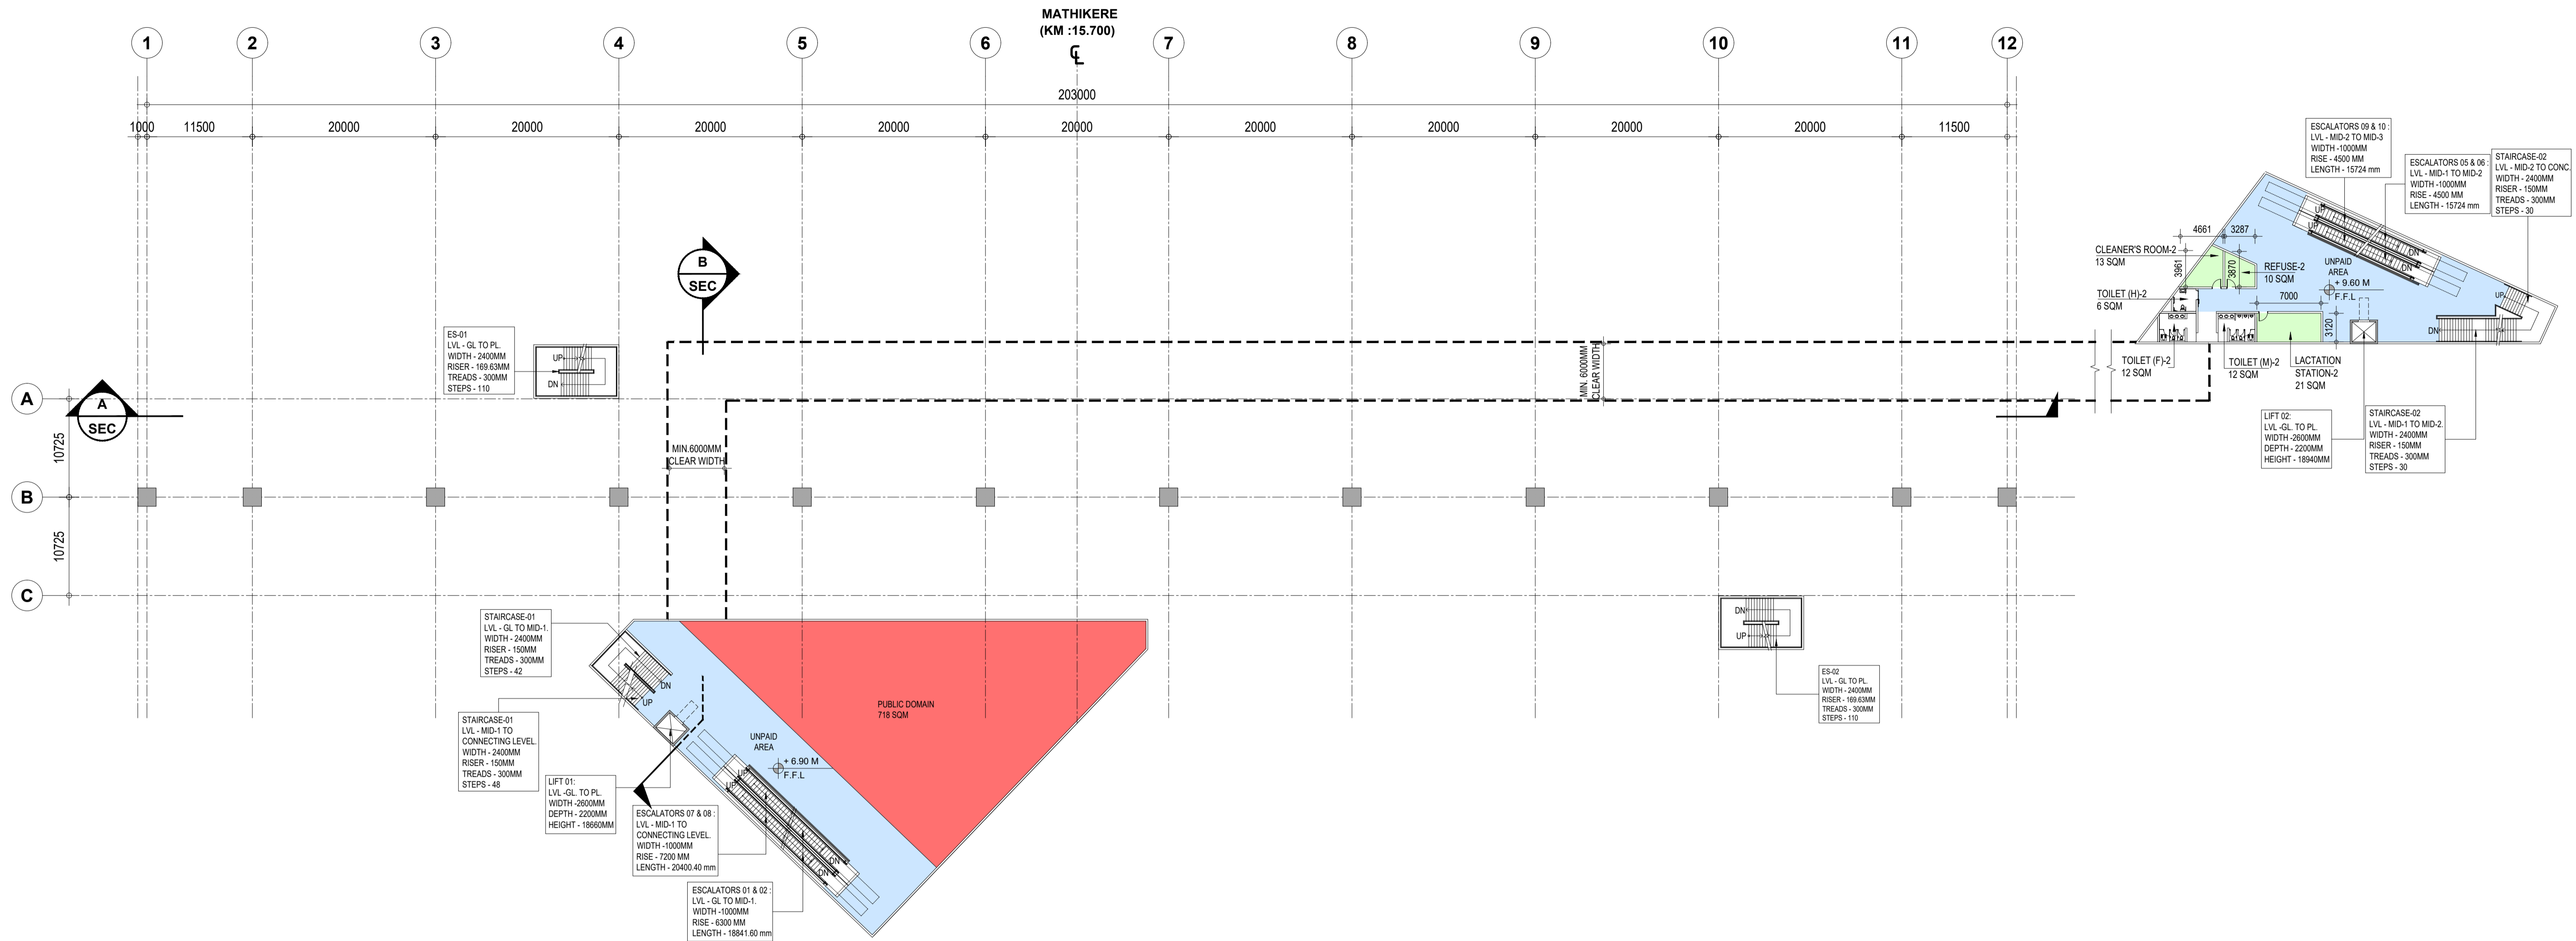 MATHIKERE
(KM :15.700)
℄
1
2
3
4
5
6
7
8
9
10
11
12
203000
1000
11500
20000
20000
20000
20000
20000
20000
20000
20000
20000
11500
ESCALATORS 09 & 10 :
LVL - MID-2 TO MID-3
WIDTH -1000MM
RISE - 4500 MM
LENGTH - 15724 mm
ESCALATORS 05 & 06 :
LVL - MID-1 TO MID-2
WIDTH -1000MM
RISE - 4500 MM
LENGTH - 15724 mm
STAIRCASE-02
LVL - MID-2 TO CONC.
WIDTH - 2400MM
RISER - 150MM
TREADS - 300MM
STEPS - 30
UP
UP
DN
DN
4661
3287
CLEANER'S ROOM-2
13 SQM
3961
3870
REFUSE-2
10 SQM
UNPAID
AREA
+ 9.60 M
F.F.L
TOILET (H)-2
6 SQM
7000
3120
UP
DN
TOILET (F)-2
12 SQM
TOILET (M)-2
12 SQM
LACTATION
STATION-2
21 SQM
LIFT 02:
LVL -GL. TO PL.
WIDTH -2600MM
DEPTH - 2200MM
HEIGHT - 18940MM
STAIRCASE-02
LVL - MID-1 TO MID-2.
WIDTH - 2400MM
RISER - 150MM
TREADS - 300MM
STEPS - 30
B
SEC
ES-01
LVL - GL TO PL.
WIDTH - 2400MM
RISER - 169.63MM
TREADS - 300MM
STEPS - 110
UP
DN
MIN. 6000MM
CLEAR WIDTH
A
A
SEC
10725
MIN.6000MM
CLEAR WIDTH
B
10725
C
STAIRCASE-01
LVL - GL TO MID-1.
WIDTH - 2400MM
RISER - 150MM
TREADS - 300MM
STEPS - 42
DN
UP
STAIRCASE-01
LVL - MID-1 TO
CONNECTING LEVEL.
WIDTH - 2400MM
RISER - 150MM
TREADS - 300MM
STEPS - 48
PUBLIC DOMAIN
718 SQM
UNPAID
AREA
+ 6.90 M
F.F.L
LIFT 01:
LVL -GL. TO PL.
WIDTH -2600MM
DEPTH - 2200MM
HEIGHT - 18660MM
UP
UP
DN
DN
ESCALATORS 07 & 08 :
LVL - MID-1 TO
CONNECTING LEVEL.
WIDTH -1000MM
RISE - 7200 MM
LENGTH - 20400.40 mm
ESCALATORS 01 & 02 :
LVL - GL TO MID-1.
WIDTH -1000MM
RISE - 6300 MM
LENGTH - 18841.60 mm
DN
UP
ES-02
LVL - GL TO PL.
WIDTH - 2400MM
RISER - 169.63MM
TREADS - 300MM
STEPS - 110